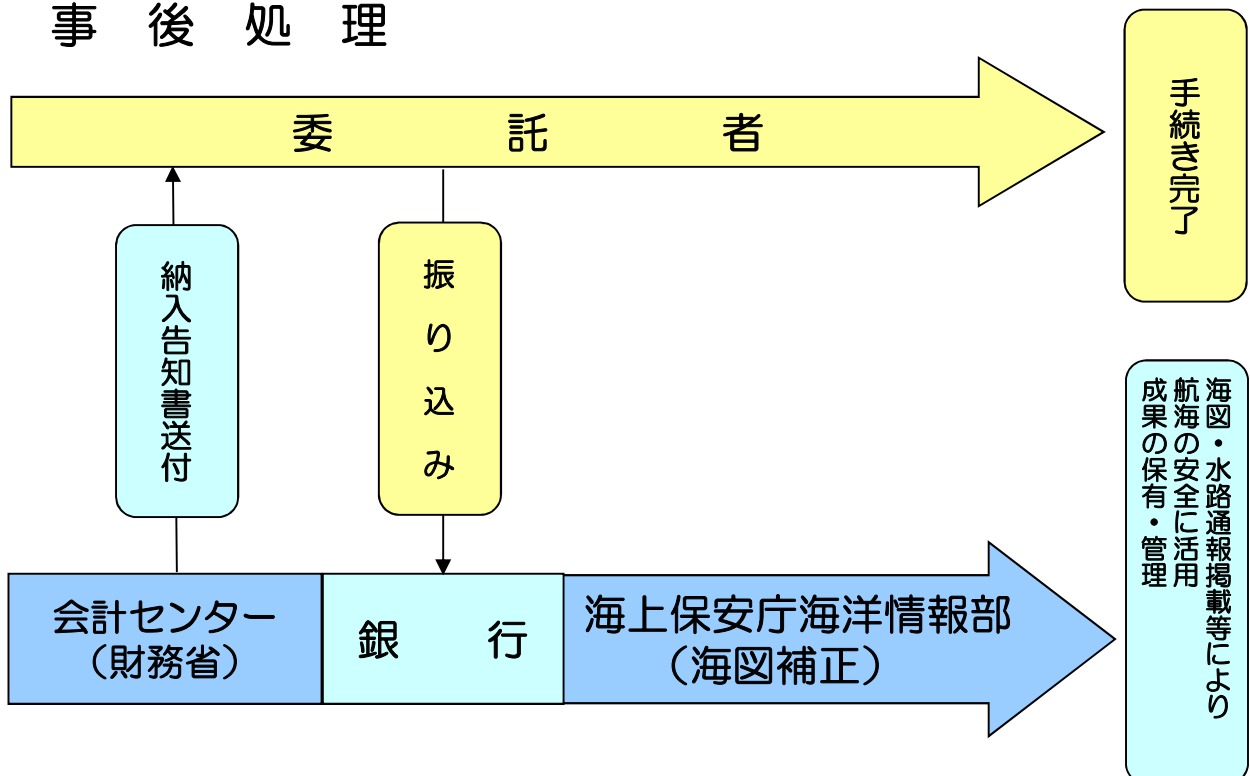 事後処理
委託者
手続き完了
納入告知書送付
振り込み
会計センター
（財務省）
銀行
海上保安庁海洋情報部
（海図補正）
海図・水路通報掲載等により
航海の安全に活用
成果の保有・管理